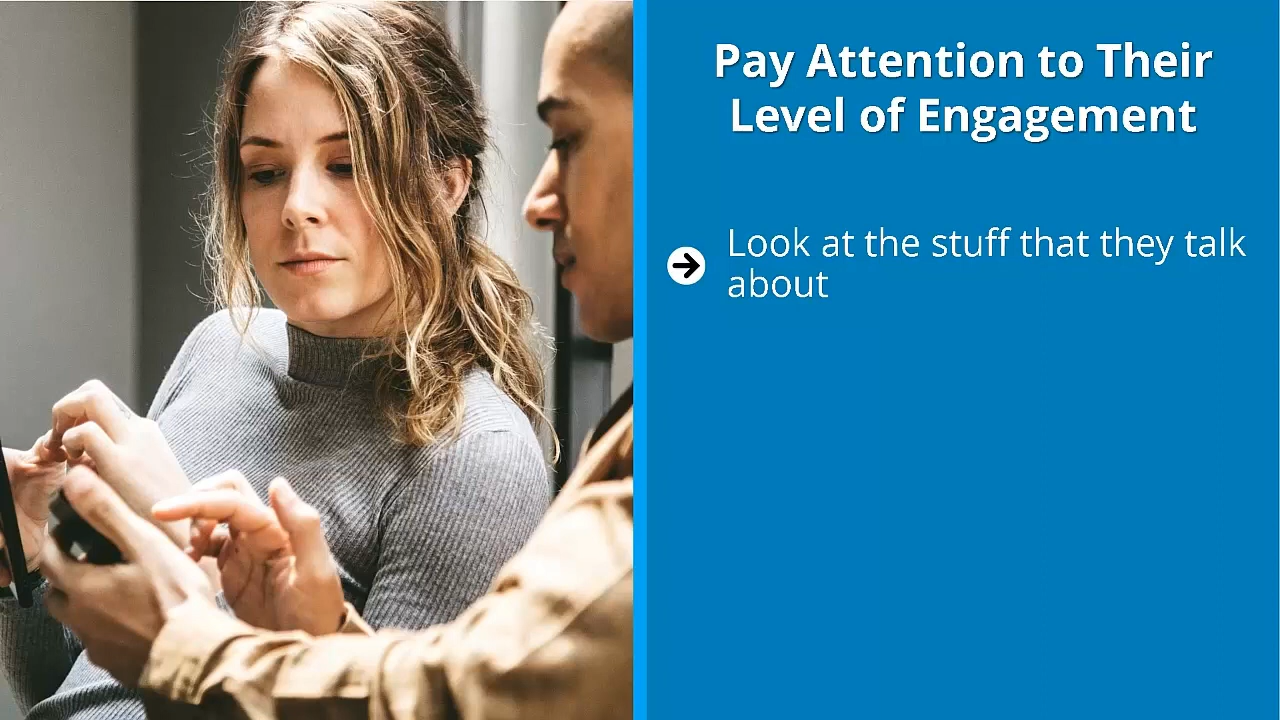 Pay Attention to Their
Level of Engagement
Look at the stuff that they talk
about